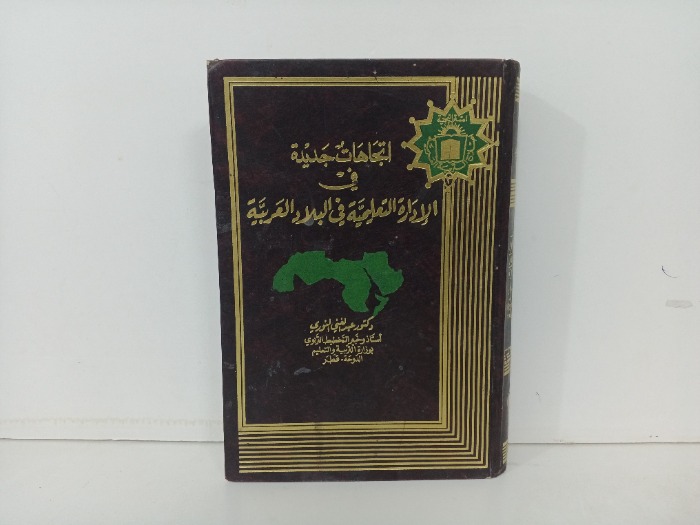 اتجاهات جديدة
في
الإدارة التعليمية في البلاد العربية
دكتور عبد الغني النوري
أستاذ وخبير التخطيط التربوي
بوزارة التربية والتعليم
الدوحة - قطر